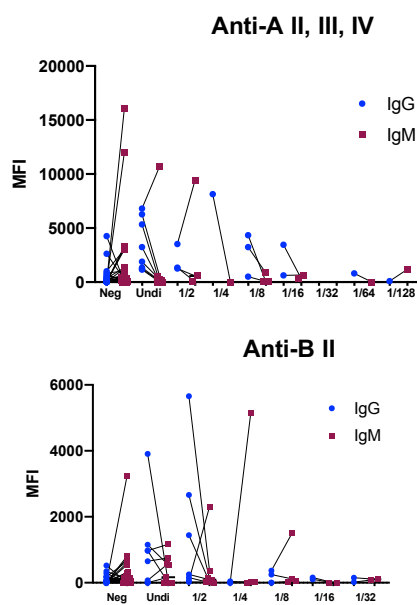 Anti-A II, III, IV
20000
15000
10000
5000
0
MFI
IgG
IgM
Neg Undi 1/2 1/4 1/8 1/16 1/32 1/64 1/128
Anti-B II
6000
4000
2000
0
MFI
IgG
IgM
Neg Undi 1/2 1/4 1/8 1/16 1/32